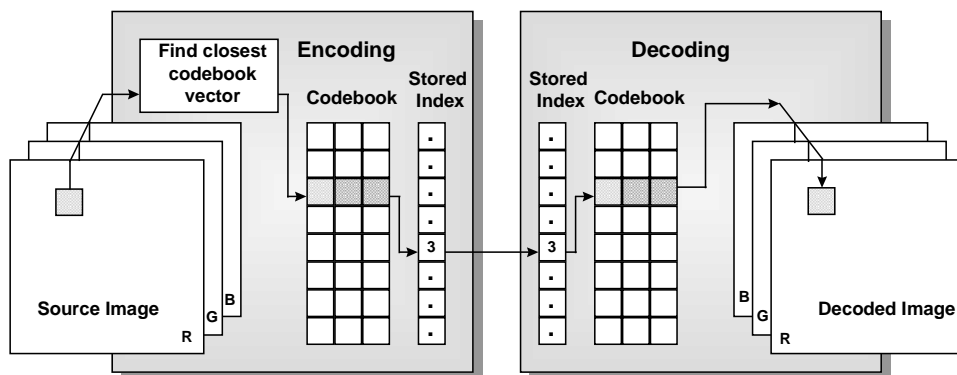 Encoding
Find closest
codebook
vector
Codebook
Stored
Index
.
.
.
.
3
.
.
.
Source Image
R
G
B
Decoding
Stored
Index
Codebook
.
.
.
.
3
.
.
.
B
G
R
Decoded Image